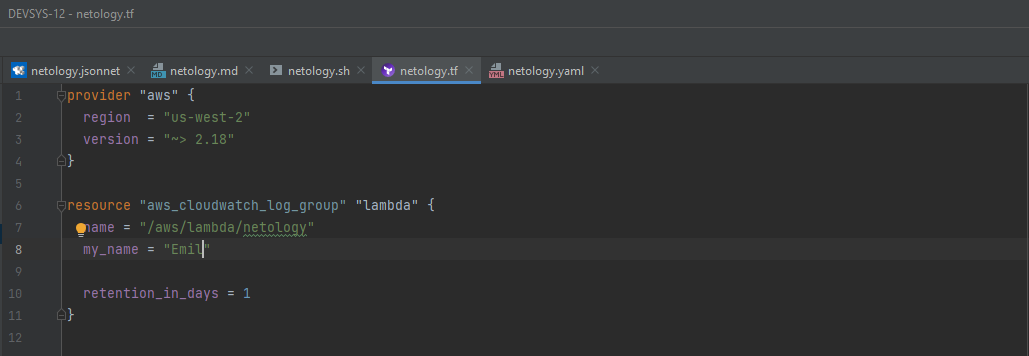 DEVSYS-12 - netology.tf
netology.jsonnet netology.md netology.sh netology.tf netology.yaml
1 provider "aws" {
2 region = "us-west-2"
3 version = "~> 2.18"
4 }
5
6 resource "aws_cloudwatch_log_group" "lambda" {
7 name = "/aws/lambda/netology"
8 my_name = "Emil"
9
10 retention_in_days = 1
11 }
12